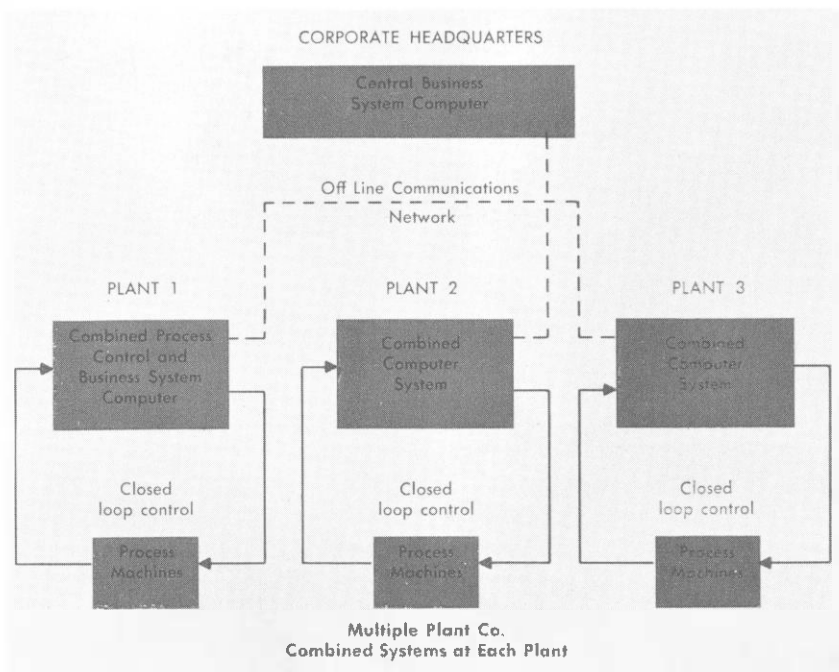 CORPORATE HEADQUARTERS
Central Business
System Computer
Off Line Communications
Network
PLANT 1
PLANT 2
PLANT 3
Combined Process
Control and
Business System
Computer
Combined
Computer
System
Combined
Computer
System
Closed
loop control
Closed
loop control
Closed
loop control
Process
Machines
Process
Machines
Process
Machines
Multiple Plant Co.
Combined Systems at Each Plant